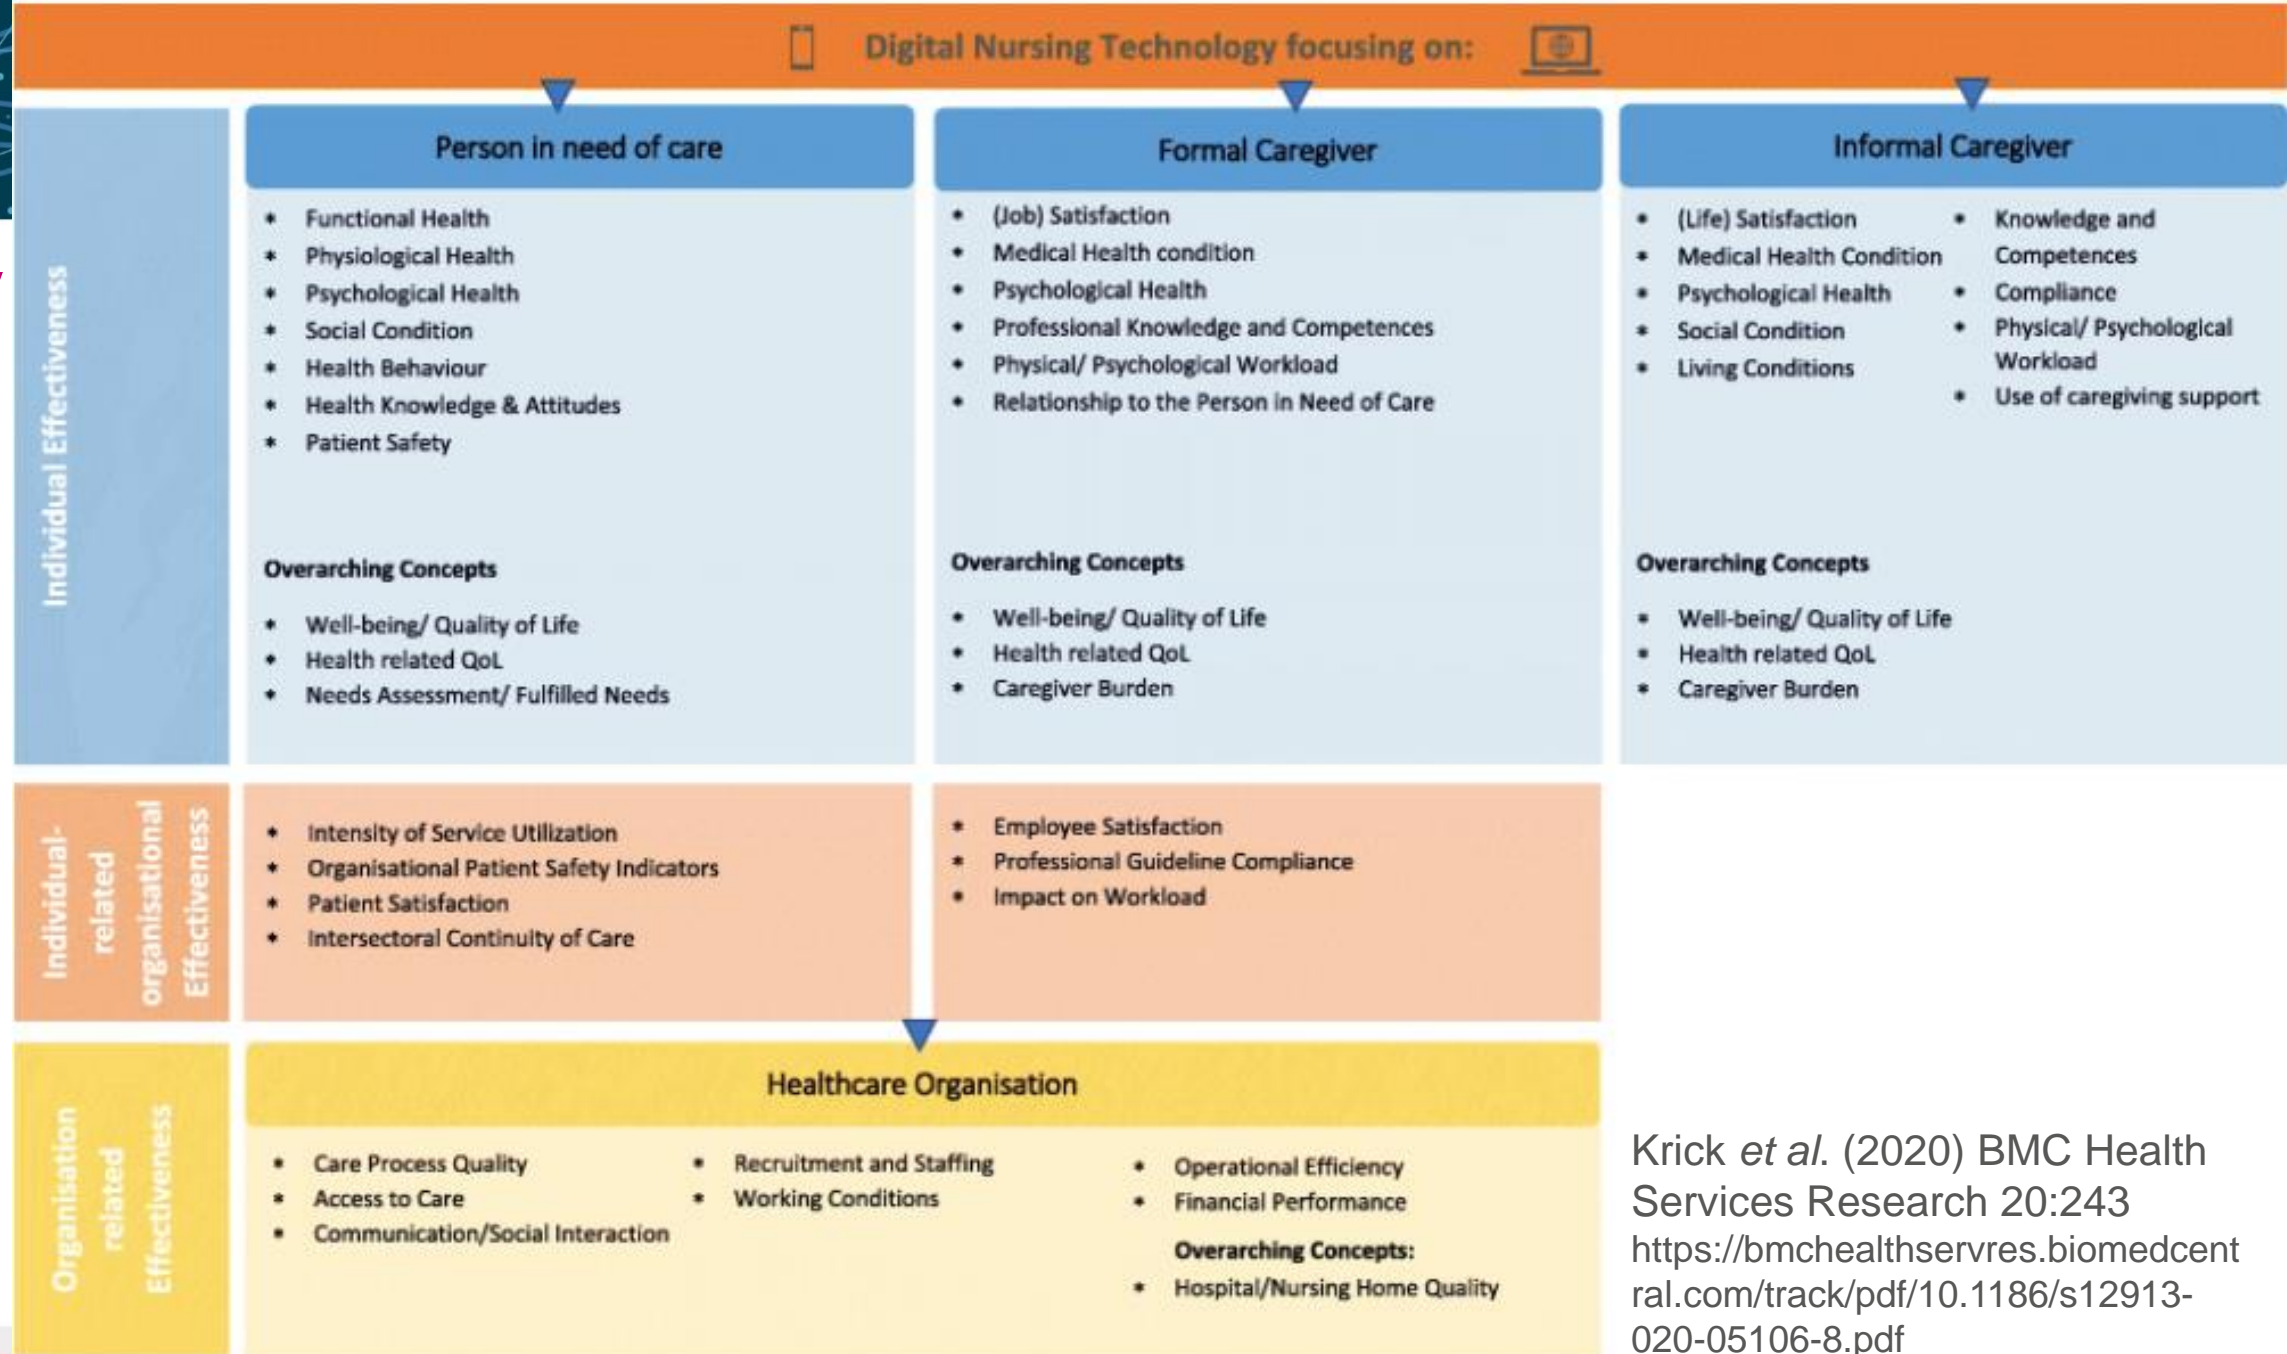 Digital Nursing Technology focusing on:
Individual Effectiveness
Person in need of care
* Functional Health
* Physiological Health
* Psychological Health
* Social Condition
* Health Behaviour
* Health Knowledge & Attitudes
* Patient Safety
Overarching Concepts
* Well-being/ Quality of Life
* Health related QoL
* Needs Assessment/ Fulfilled Needs
Formal Caregiver
* (Job) Satisfaction
* Medical Health condition
* Psychological Health
* Professional Knowledge and Competences
* Physical/ Psychological Workload
* Relationship to the Person in Need of Care
Overarching Concepts
* Well-being/ Quality of Life
* Health related QoL
* Caregiver Burden
Informal Caregiver
* (Life) Satisfaction
* Medical Health Condition
* Psychological Health
* Social Condition
* Living Conditions
* Knowledge and
Competences
* Compliance
* Physical/ Psychological
Workload
* Use of caregiving support
Overarching Concepts
* Well-being/ Quality of Life
* Health related QoL
* Caregiver Burden
Individual-
related
organisational
Effectiveness
* Intensity of Service Utilization
* Organisational Patient Safety Indicators
* Patient Satisfaction
* Intersectoral Continuity of Care
* Employee Satisfaction
* Professional Guideline Compliance
* Impact on Workload
Organisation
related
Effectiveness
Healthcare Organisation
* Care Process Quality
* Access to Care
* Communication/Social Interaction
* Recruitment and Staffing
* Working Conditions
* Operational Efficiency
* Financial Performance
Overarching Concepts:
* Hospital/Nursing Home Quality
Krick et al. (2020) BMC Health
Services Research 20:243
https://bmchealthservres.biomedcent
ral.com/track/pdf/10.1186/s12913-
020-05106-8.pdf